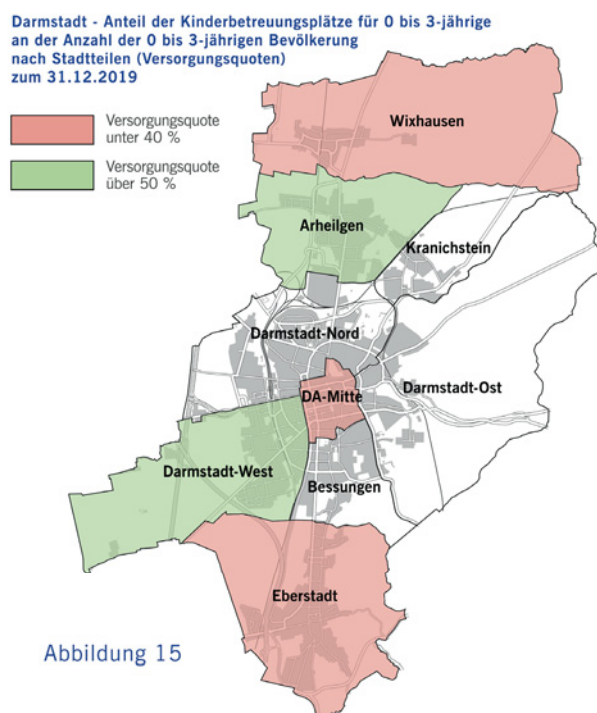 Darmstadt - Anteil der Kinderbetreuungsplätze für 0 bis 3-jährige
an der Anzahl der 0 bis 3-jährigen Bevölkerung
nach Stadtteilen (Versorgungsquoten)
zum 31.12.2019
Versorgungsquote
unter 40 %
Versorgungsquote
über 50 %
Wixhausen
Arheilgen
Kranichstein
Darmstadt-Nord
DA-Mitte
Darmstadt-Ost
Darmstadt-West
Bessungen
Eberstadt
Abbildung 15